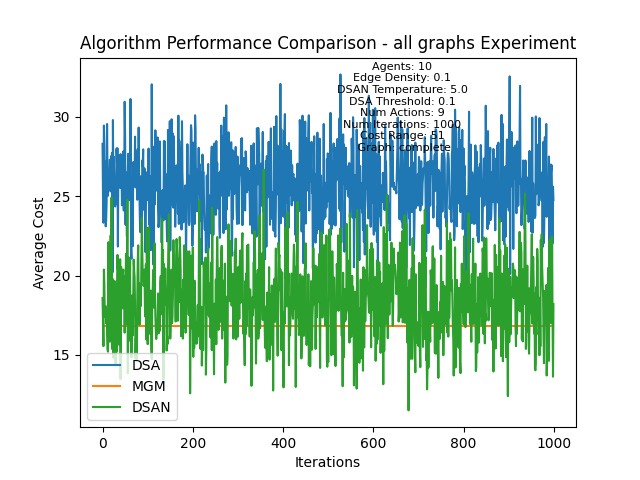 Algorithm Performance Comparison - all graphs Experiment
Agents: 10
Edge Density: 0.1
DSAN Temperature: 5.0
DSA Threshold: 0.1
Num Actions: 9
Num Iterations: 1000
Cost Range: 51
Graph: complete
Average Cost
30
25
20
15
DSA
MGM
DSAN
0
200
400
600
800
1000
Iterations